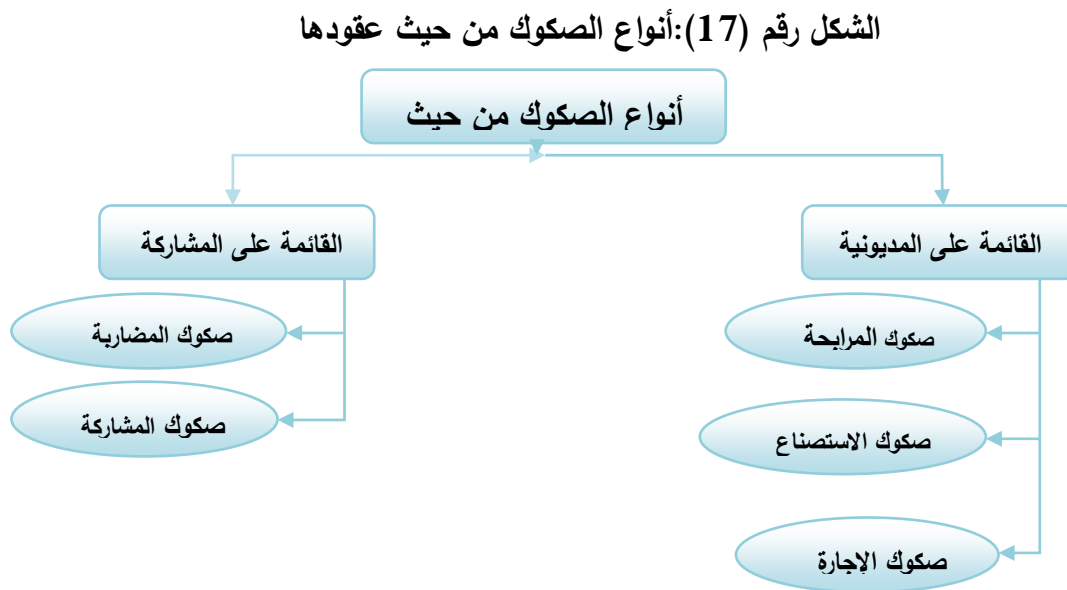 الشكل رقم (17):أنواع الصكوك من حيث عقودها
أنواع الصكوك من حيث
القائمة على المديونية
صكوك المرابحة
صكوك الاستصناع
صكوك الإجارة
القائمة على المشاركة
صكوك المضاربة
صكوك المشاركة